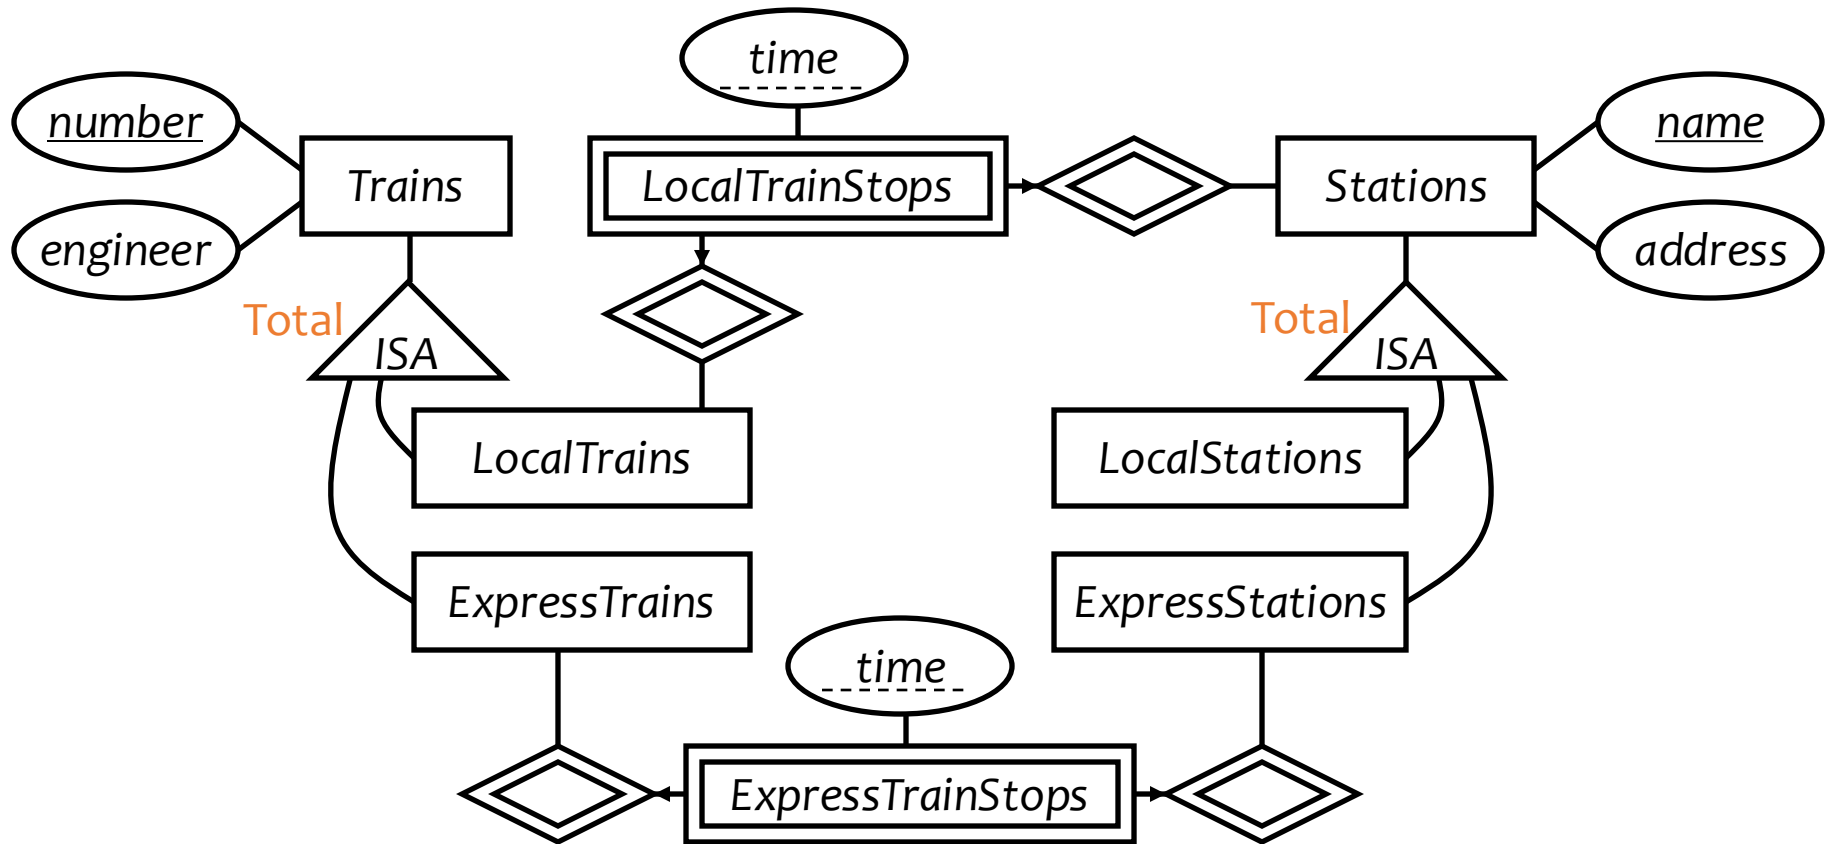 time
number
name
Trains
LocalTrainStops
Stations
engineer
address
Total
ISA
Total
ISA
LocalTrains
LocalStations
ExpressTrains
ExpressStations
time
ExpressTrainStops